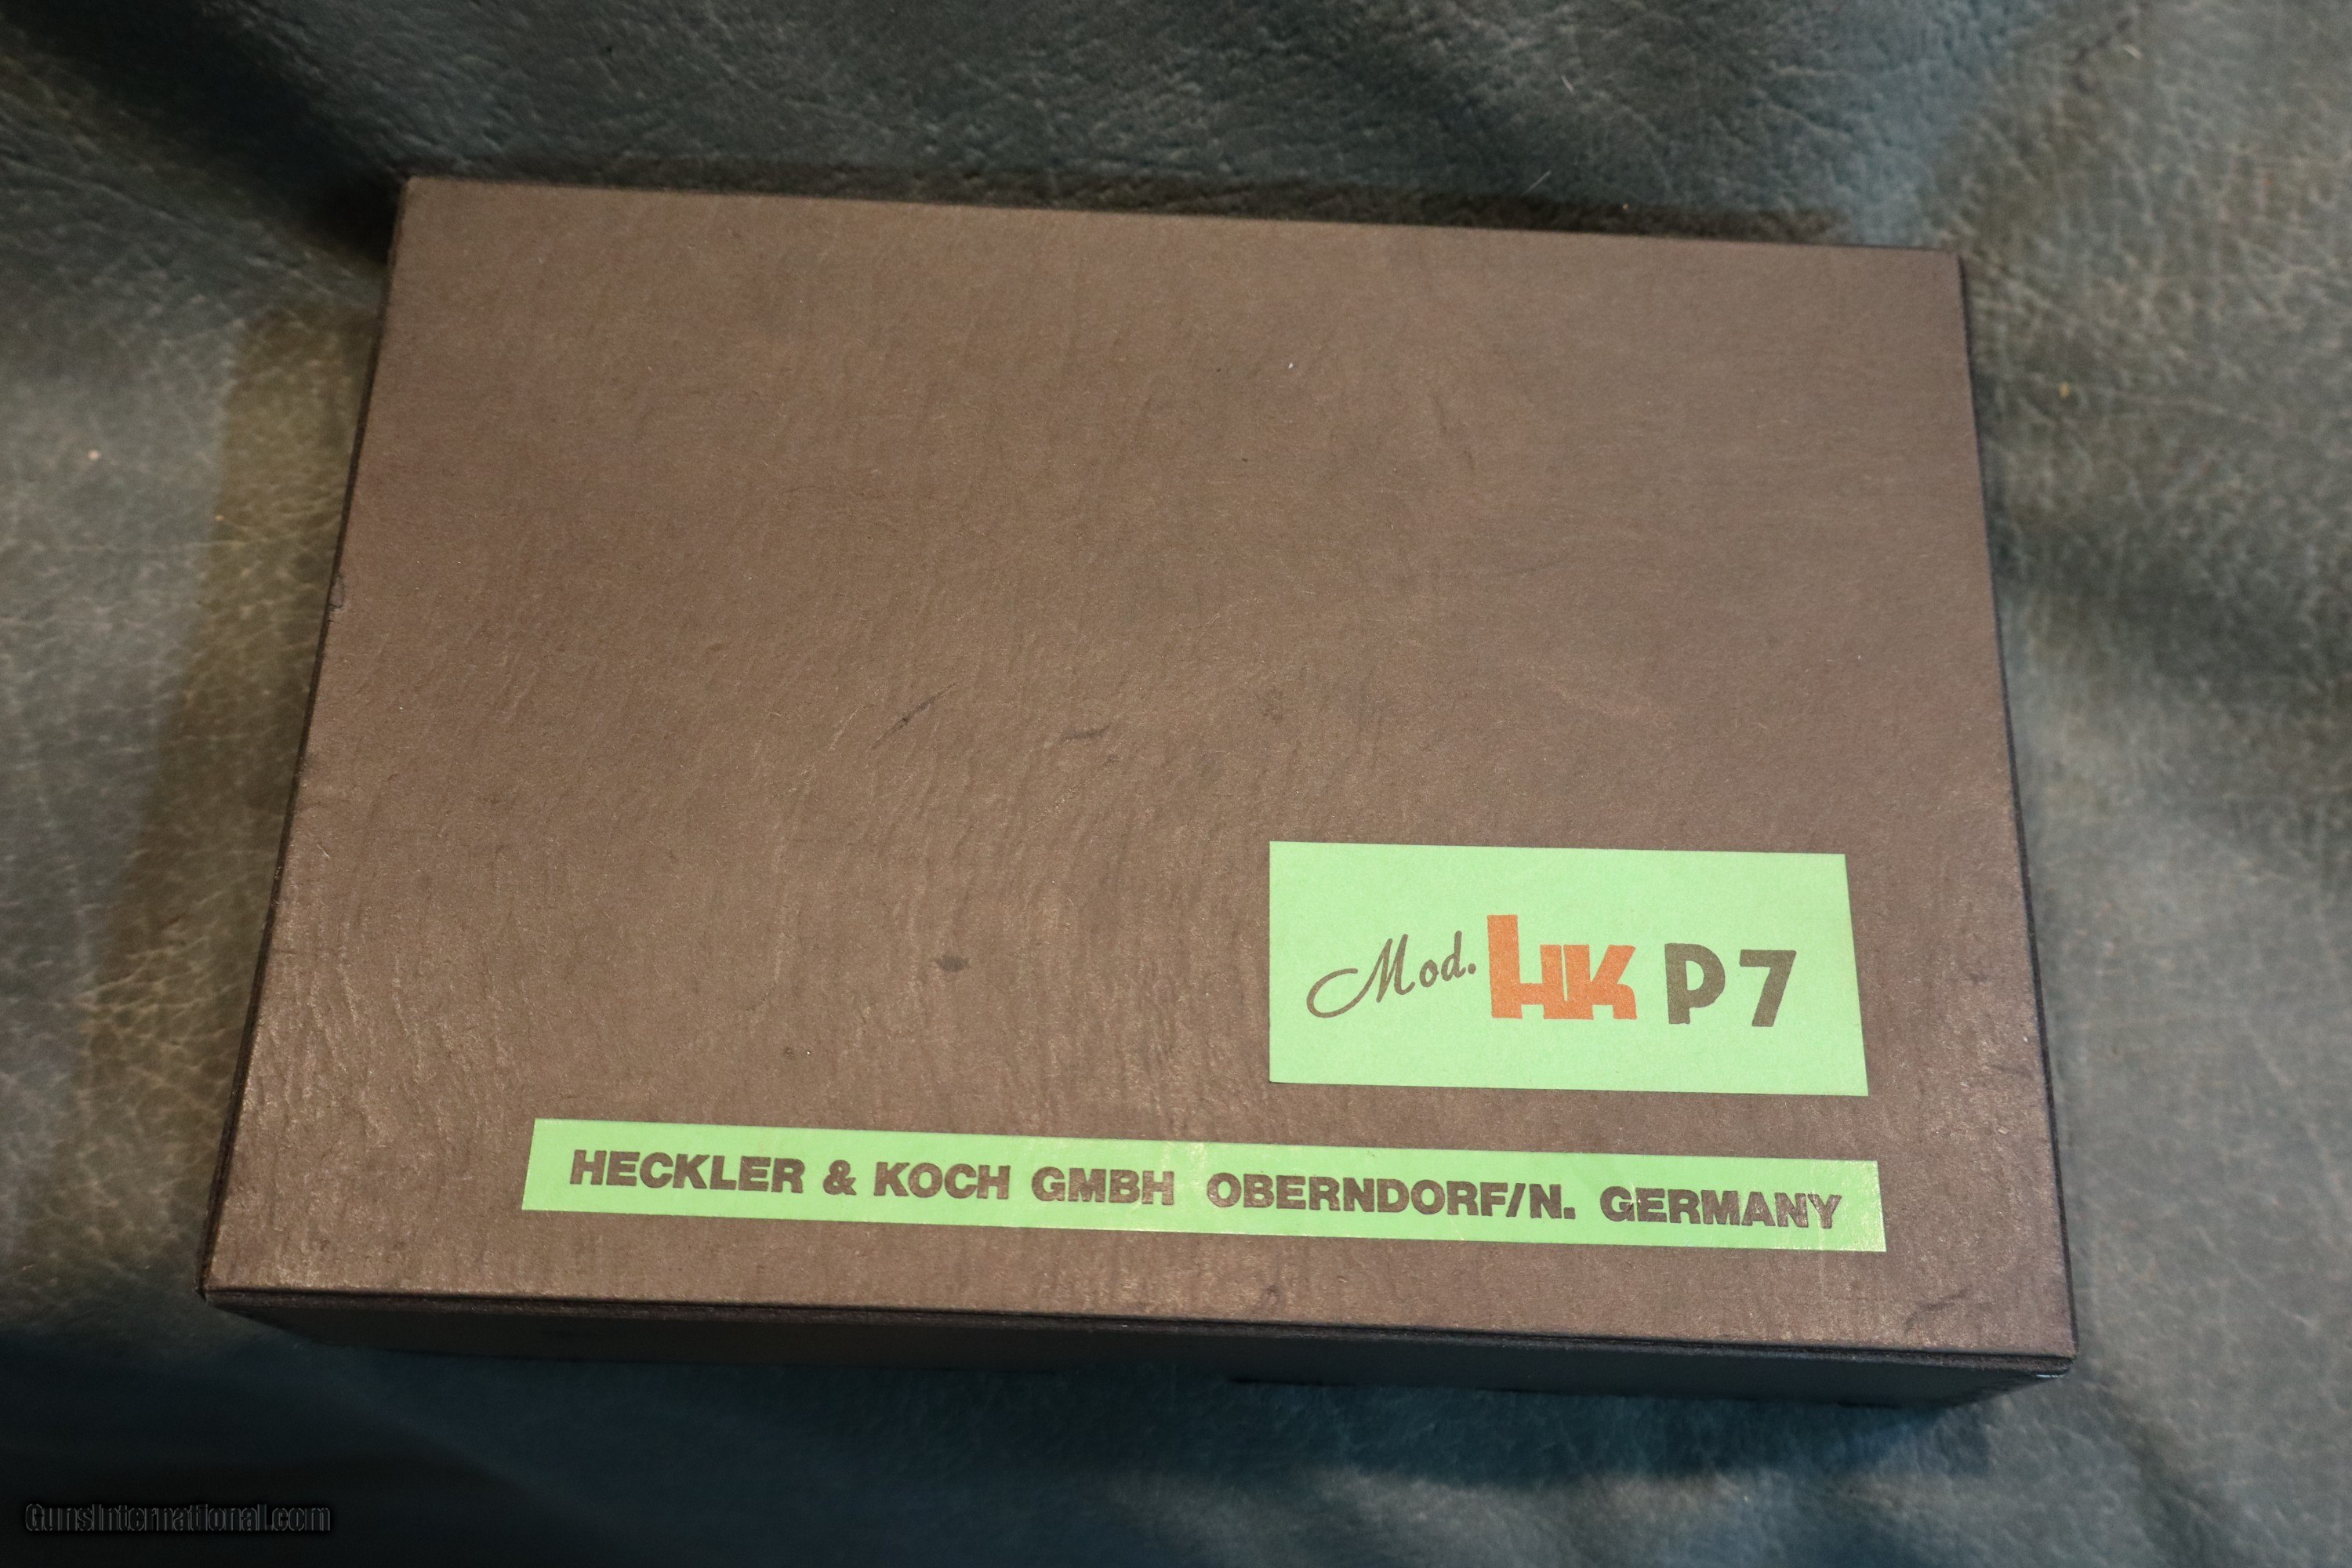 Mod. HK P7
HECKLER & KOCH GMBH OBERNDORF/N. GERMANY
GunsInternational.com